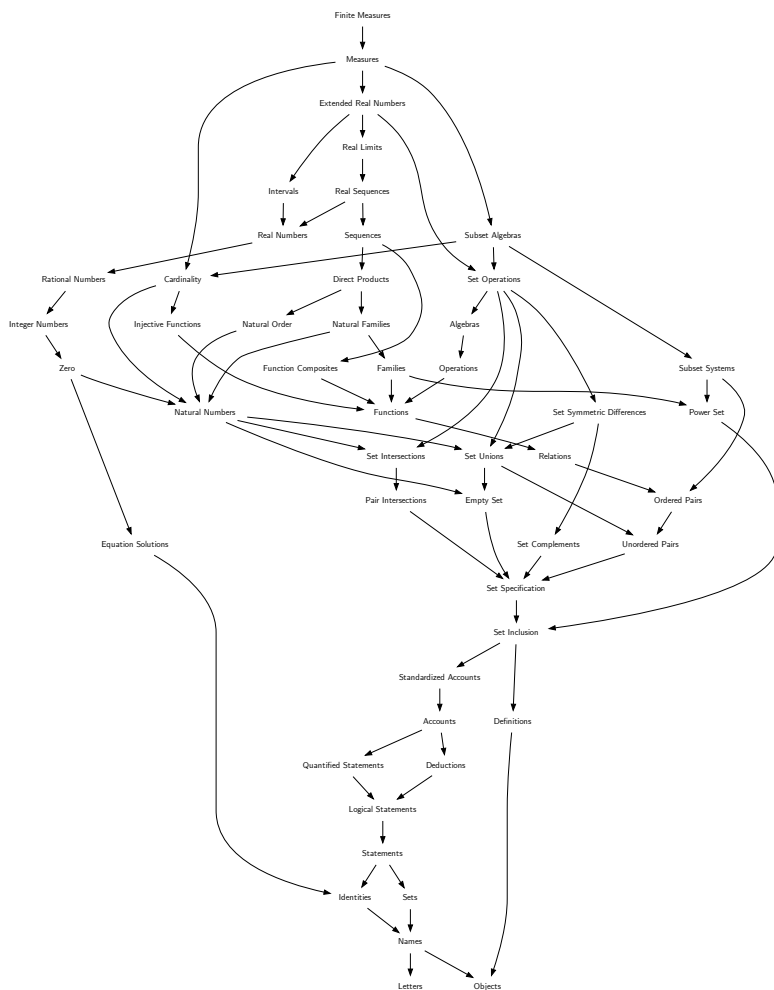 Finite Measures
Measures
Extended Real Numbers
Real Limits
Intervals
Real Sequences
Real Numbers
Sequences
Subset Algebras
Rational Numbers
Cardinality
Direct Products
Set Operations
Integer Numbers
Injective Functions
Natural Order
Natural Families
Algebras
Zero
Function Composites
Families
Operations
Subset Systems
Natural Numbers
Functions
Set Symmetric Differences
Power Set
Set Intersections
Set Unions
Relations
Pair Intersections
Empty Set
Ordered Pairs
Equation Solutions
Set Complements
Unordered Pairs
Set Specification
Set Inclusion
Standardized Accounts
Accounts
Definitions
Quantified Statements
Deductions
Logical Statements
Statements
Identities
Sets
Names
Letters
Objects